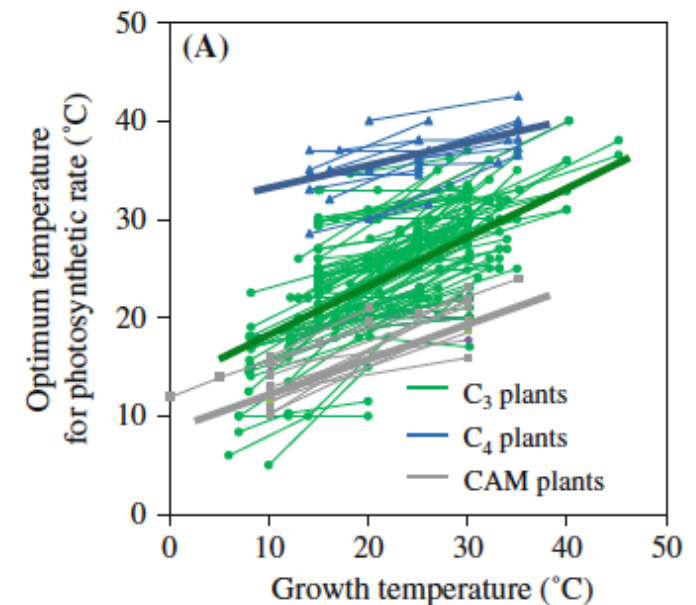 (A)
Optimum temperature
for photosynthetic rate (˚C)
50
40
30
20
10
0
C₃ plants
C₄ plants
CAM plants
0 10 20 30 40 50
Growth temperature (˚C)